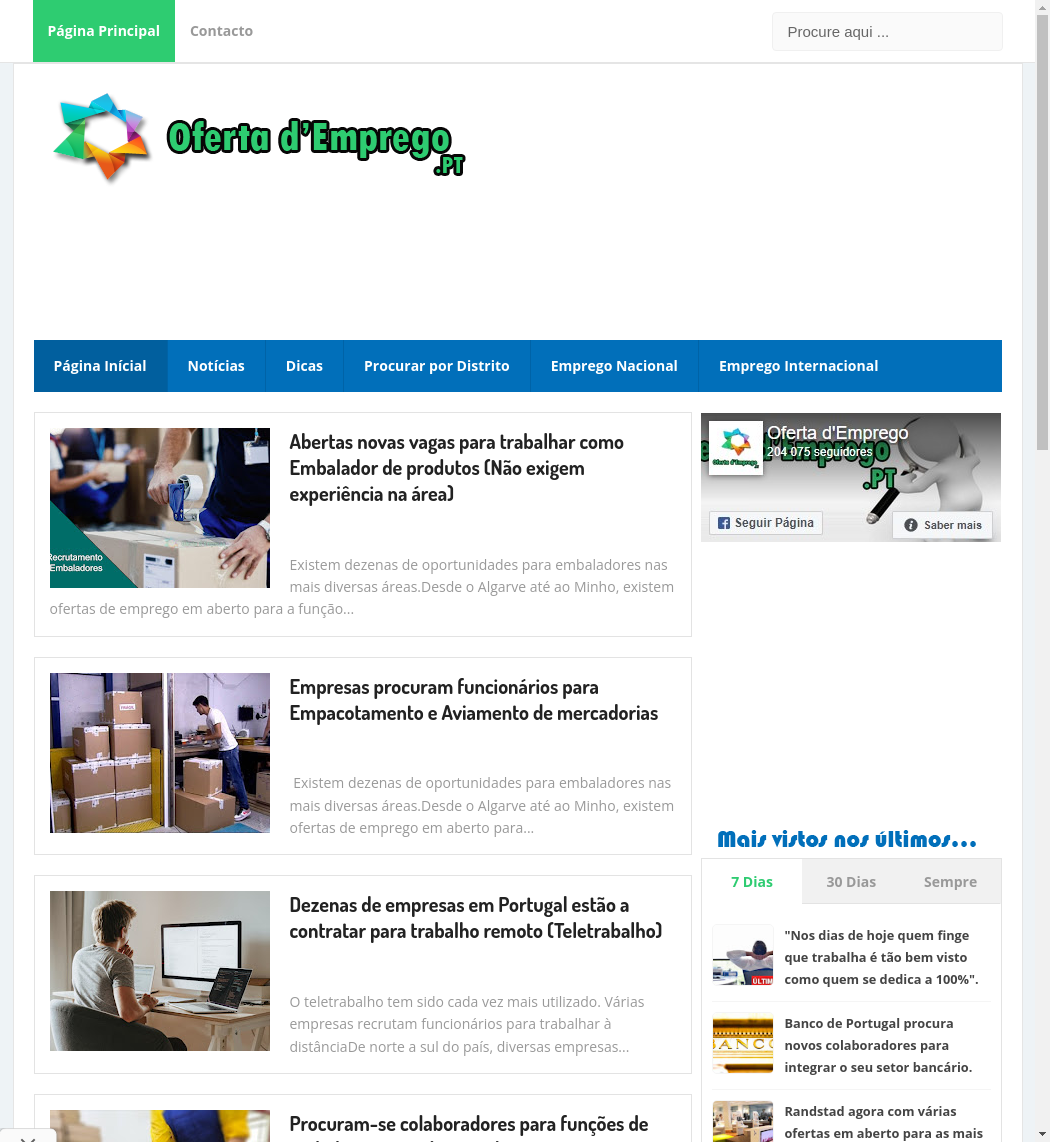 Página Principal
Contacto
Procure aqui ...
Oferta d'Emprego
.PT
Página Inícial
Notícias
Dicas
Procurar por Distrito
Emprego Nacional
Emprego Internacional
Recrutamento
Embaladores
Abertas novas vagas para trabalhar como
Embalador de produtos (Não exigem
experiência na área)
Existem dezenas de oportunidades para embaladores nas
mais diversas áreas.Desde o Algarve até ao Minho, existem
ofertas de emprego em aberto para a função...
Empresas procuram funcionários para
Empacotamento e Aviamento de mercadorias
Existem dezenas de oportunidades para embaladores nas
mais diversas áreas.Desde o Algarve até ao Minho, existem
ofertas de emprego em aberto para...
Dezenas de empresas em Portugal estão a
contratar para trabalho remoto (Teletrabalho)
O teletrabalho tem sido cada vez mais utilizado. Várias
empresas recrutam funcionários para trabalhar à
distânciaDe norte a sul do país, diversas empresas...
Procuram-se colaboradores para funções de
Oferta d'Emprego
204 075 seguidores
d'Emprego
.PT
Oferta d'Emprego
Seguir Página
Saber mais
Mais vistos nos últimos...
7 Dias
30 Dias
Sempre
"Nos dias de hoje quem finge
que trabalha é tão bem visto
como quem se dedica a 100%".
Banco de Portugal procura
novos colaboradores para
integrar o seu setor bancário.
BANCO
Randstad agora com várias
ofertas em aberto para as mais